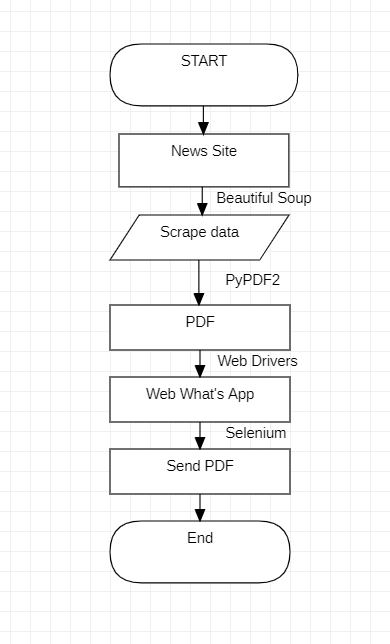 START
News Site
Beautiful Soup
Scrape data
PyPDF2
PDF
Web Drivers
Web What's App
Selenium
Send PDF
End